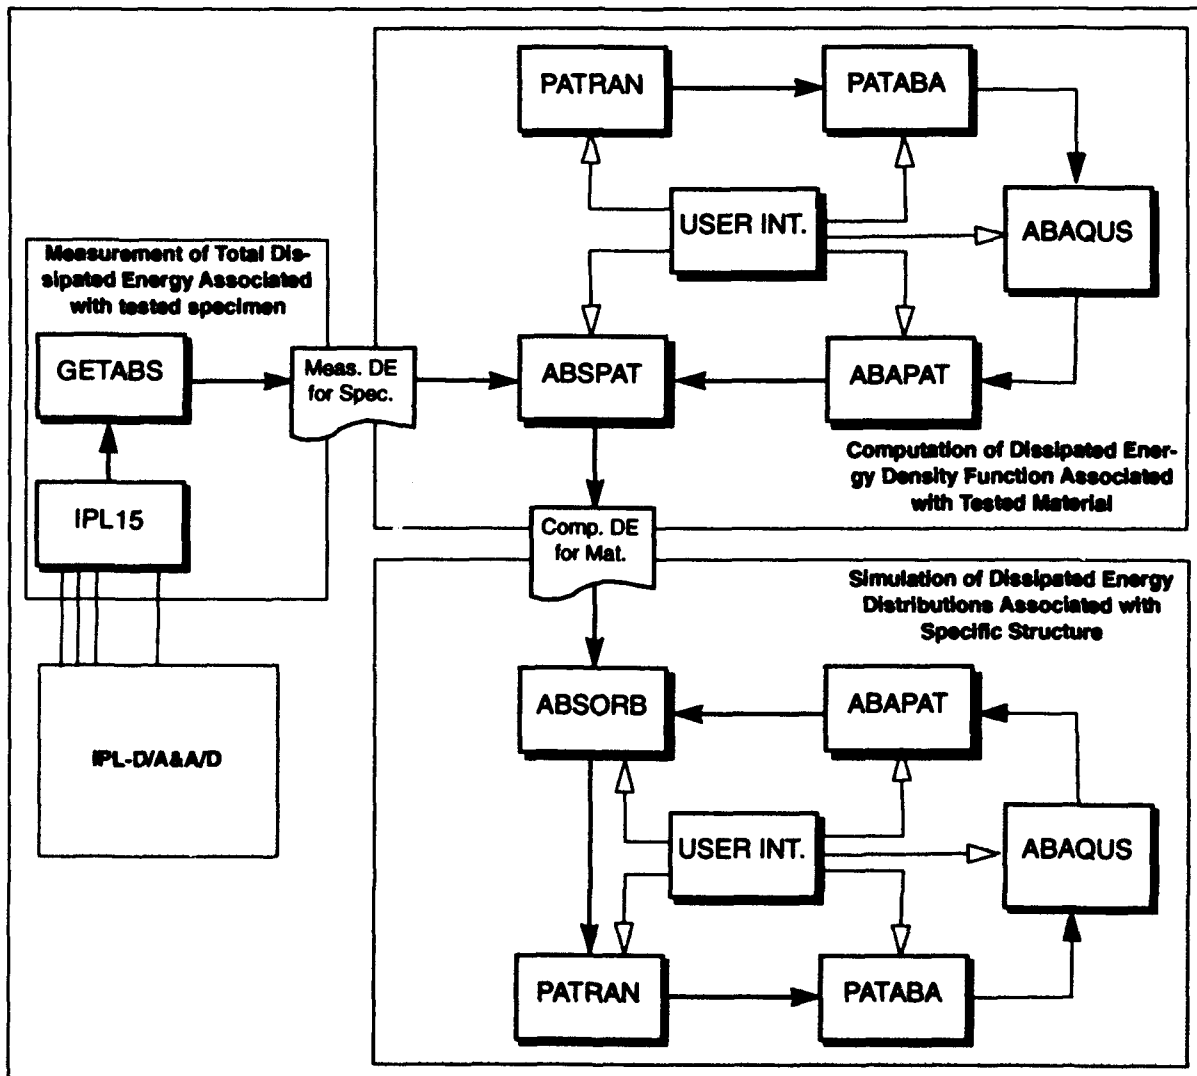 PATRAN
PATABA
USER INT.
ABAQUS
Measurement of Total Dis-
sipated Energy Associated
with tested specimen
GETABS
Meas. DE
for Spec.
ABSPAT
ABAPAT
IPL15
Computation of Dissipated Ener-
gy Density Function Associated
with Tested Material
Comp. DE
for Mat.
Simulation of Dissipated Energy
Distributions Associated with
Specific Structure
ABSORB
ABAPAT
IPL-D/A&A/D
USER INT.
ABAQUS
PATRAN
PATABA